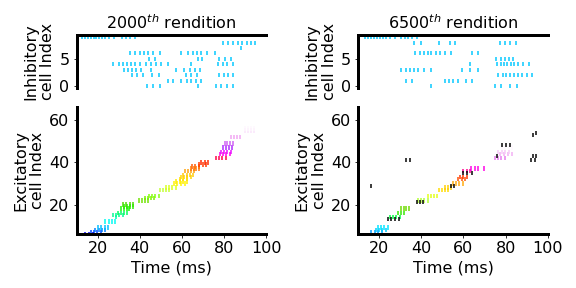 2000th rendition
6500th rendition
Inhibitory
cell Index
5
0
Inhibitory
cell Index
5
0
Excitatory
cell Index
60
40
20
Excitatory
cell Index
60
40
20
20 40 60 80 100
20 40 60 80 100
Time (ms)
Time (ms)